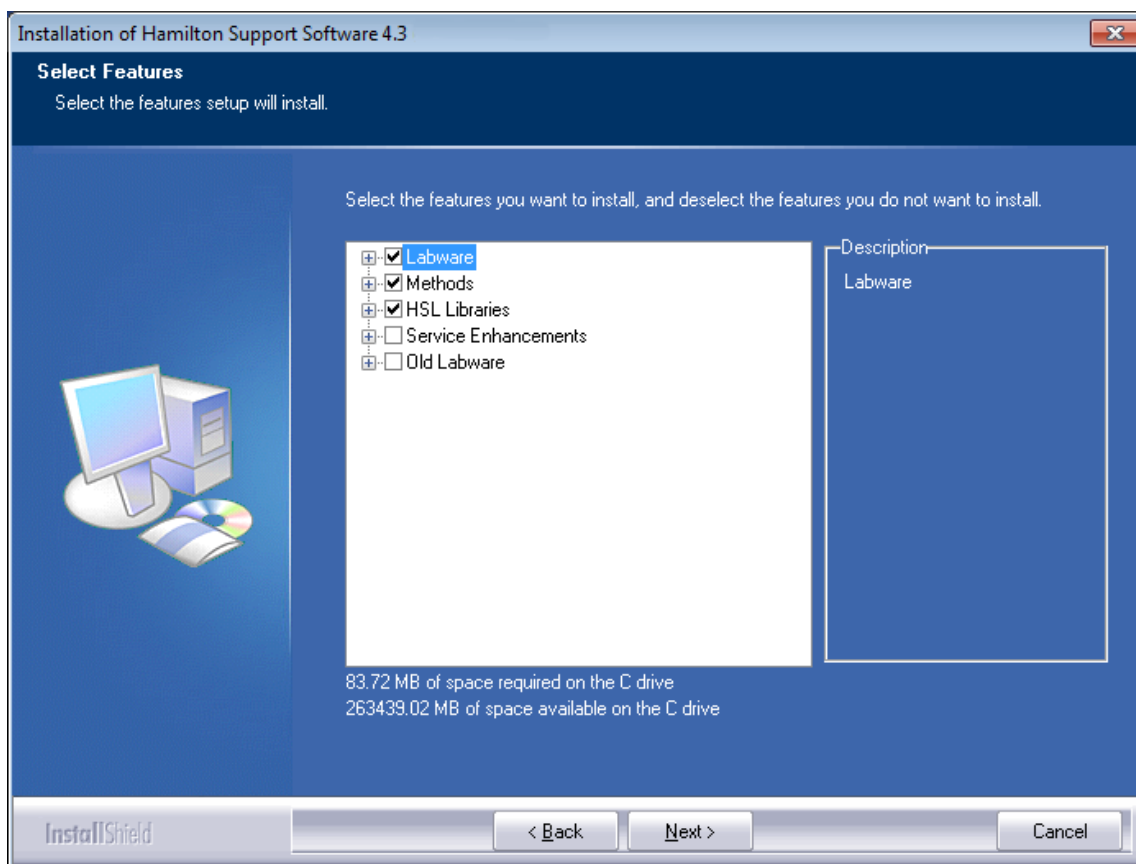 Installation of Hamilton Support Software 4.3
Select Features
Select the features setup will install.
Select the features you want to install, and deselect the features you do not want to install.
Labware
Methods
HSL Libraries
Service Enhancements
Old Labware
Description
Labware
83.72 MB of space required on the C drive
263439.02 MB of space available on the C drive
InstallShield
< Back
Next >
Cancel